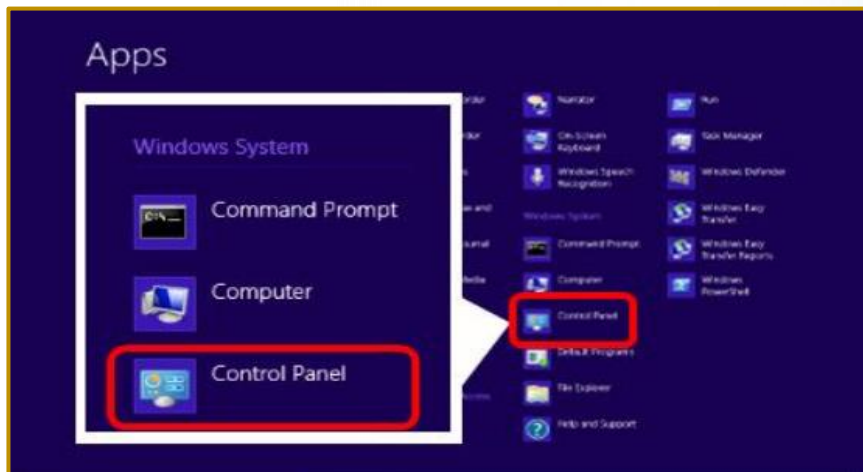 Apps
Windows System
Command Prompt
Computer
Control Panel
Narrator
On-Screen
Keyboard
Windows Speech
Recognition
Windows System
Command Prompt
Computer
Control Panel
Default Programs
File Explorer
Help and Support
Run
Task Manager
Windows Defender
Windows Easy
Transfer
Windows Easy
Transfer Reports
Windows
PowerShell